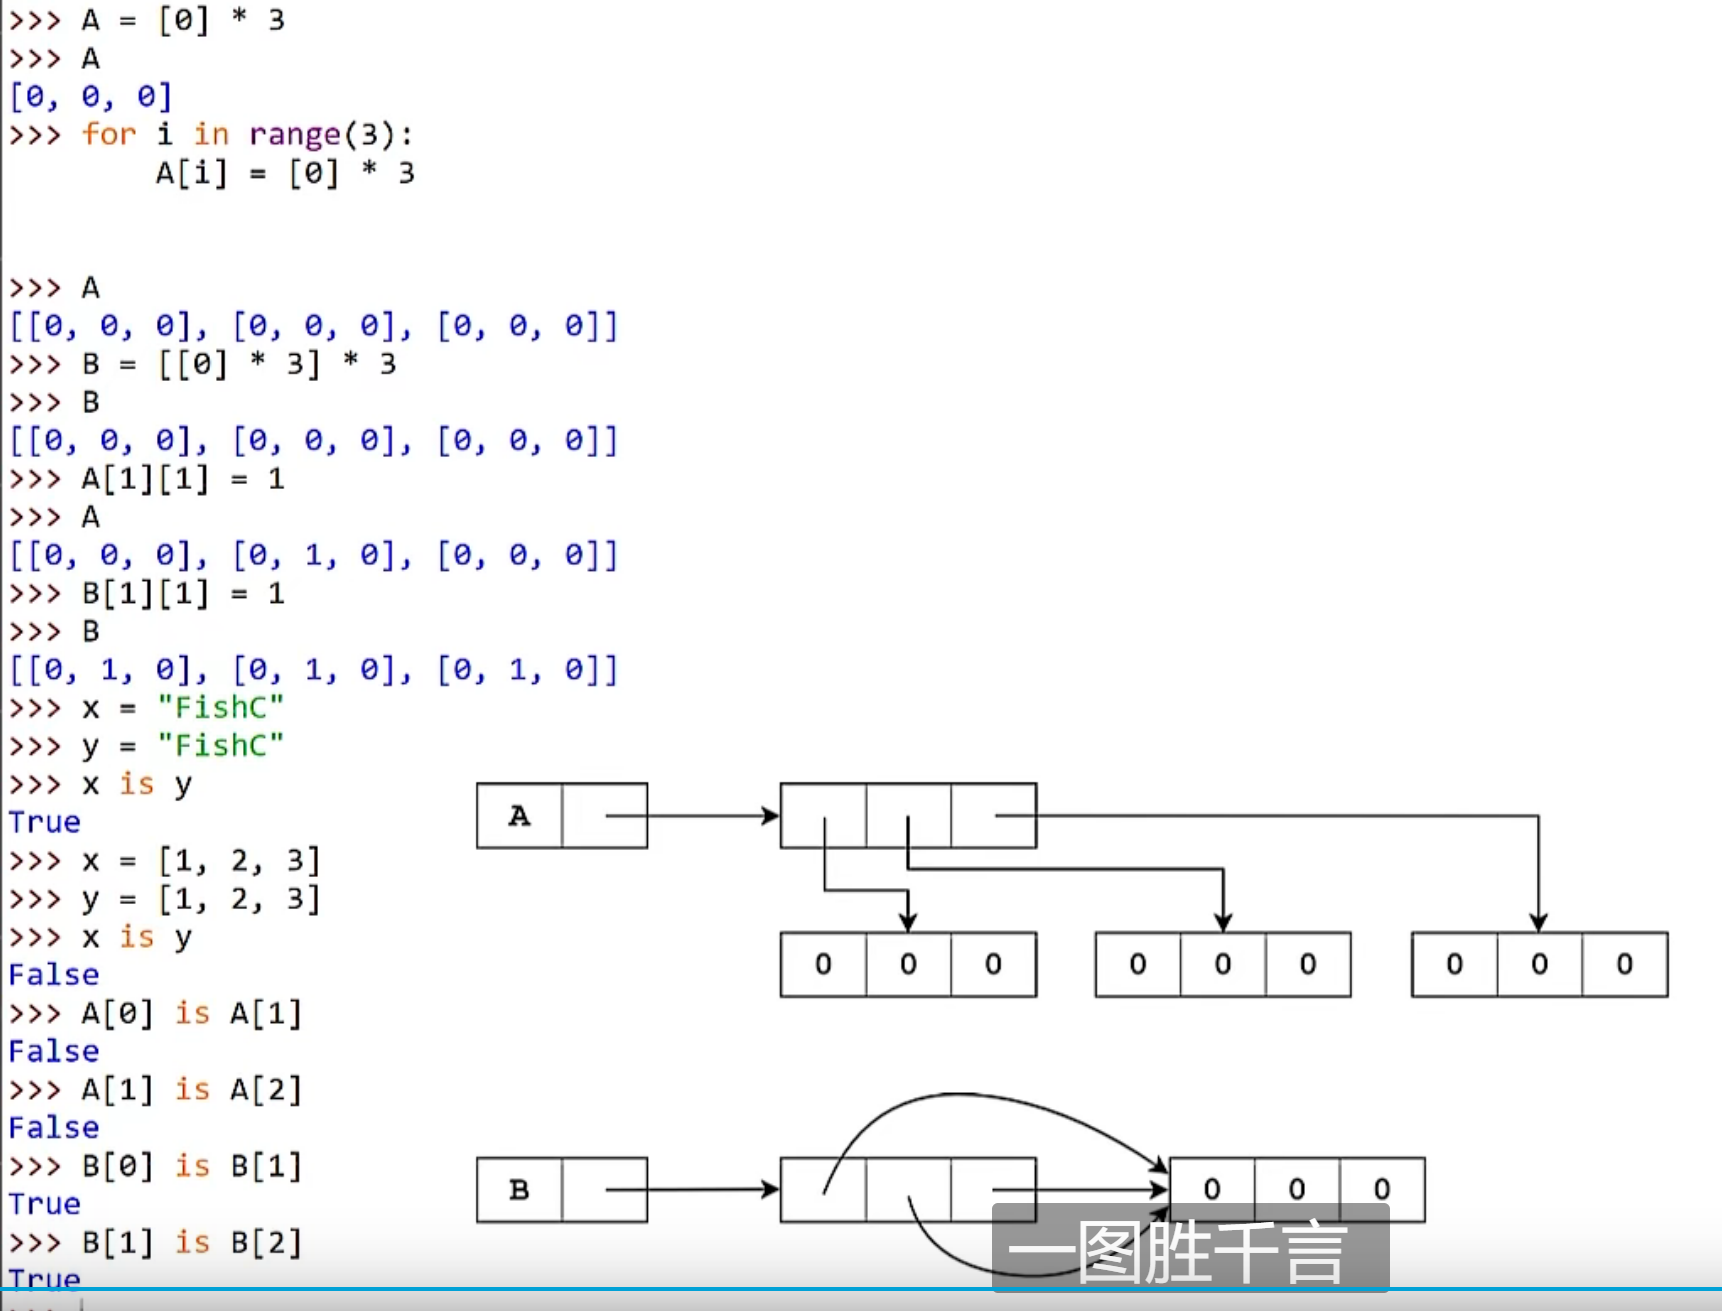 >>> A = [0] * 3
>>> A
[0, 0, 0]
>>> for i in range(3):
        A[i] = [0] * 3
>>> A
[[0, 0, 0], [0, 0, 0], [0, 0, 0]]
>>> B = [[0] * 3] * 3
>>> B
[[0, 0, 0], [0, 0, 0], [0, 0, 0]]
>>> A[1][1] = 1
>>> A
[[0, 0, 0], [0, 1, 0], [0, 0, 0]]
>>> B[1][1] = 1
>>> B
[[0, 1, 0], [0, 1, 0], [0, 1, 0]]
>>> x = "FishC"
>>> y = "FishC"
>>> x is y
True
>>> x = [1, 2, 3]
>>> y = [1, 2, 3]
>>> x is y
False
>>> A[0] is A[1]
False
>>> A[1] is A[2]
False
>>> B[0] is B[1]
True
>>> B[1] is B[2]
True
>>>
A
0 0 0 0 0 0 0 0 0
B 0 0 0
一图胜千言